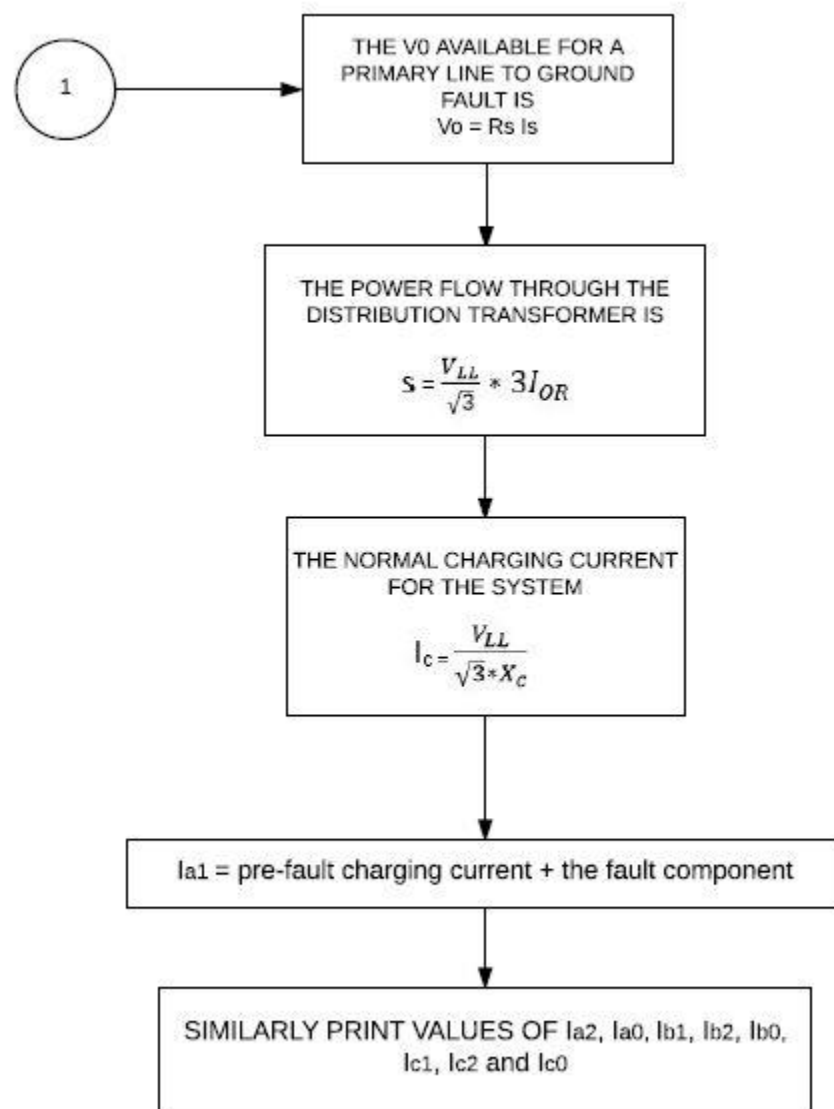 1
THE V0 AVAILABLE FOR A
PRIMARY LINE TO GROUND
FAULT IS
Vo = Rs Is
THE POWER FLOW THROUGH THE
DISTRIBUTION TRANSFORMER IS
s = V_LL/√3 * 3I_OR
THE NORMAL CHARGING CURRENT
FOR THE SYSTEM
I_c = V_LL/√3*X_c
Ia1 = pre-fault charging current + the fault component
SIMILARLY PRINT VALUES OF Ia2, Ia0, Ib1, Ib2, Ib0,
Ic1, Ic2 and Ic0